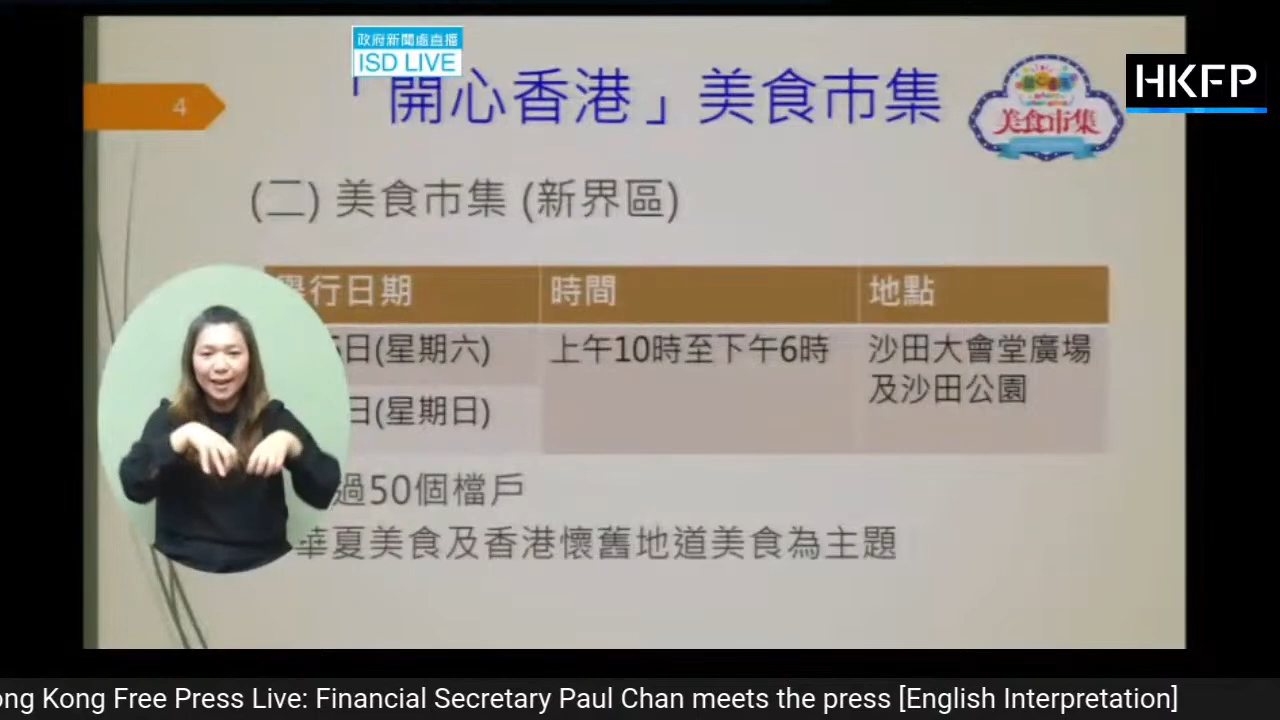 政府新聞處直播
ISD LIVE
HKFP
4
「開心香港」美食市集
美食市集
(二) 美食市集 (新界區)
行日期
時間
地點
日(星期六)
上午10時至下午6時
沙田大會堂廣場
及沙田公園
日(星期日)
過50個檔戶
華夏美食及香港懷舊地道美食為主題
ong Kong Free Press Live: Financial Secretary Paul Chan meets the press [English Interpretation]